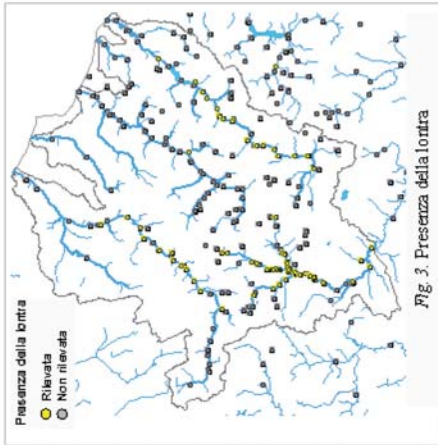 Presenza della lontra
Rilevata
Non rilevata
Fig. 3. Presenza della lontra